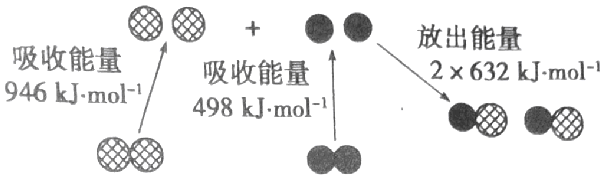 吸收能量
946 kJ·mol⁻¹
+
吸收能量
498 kJ·mol⁻¹
放出能量
2×632 kJ·mol⁻¹